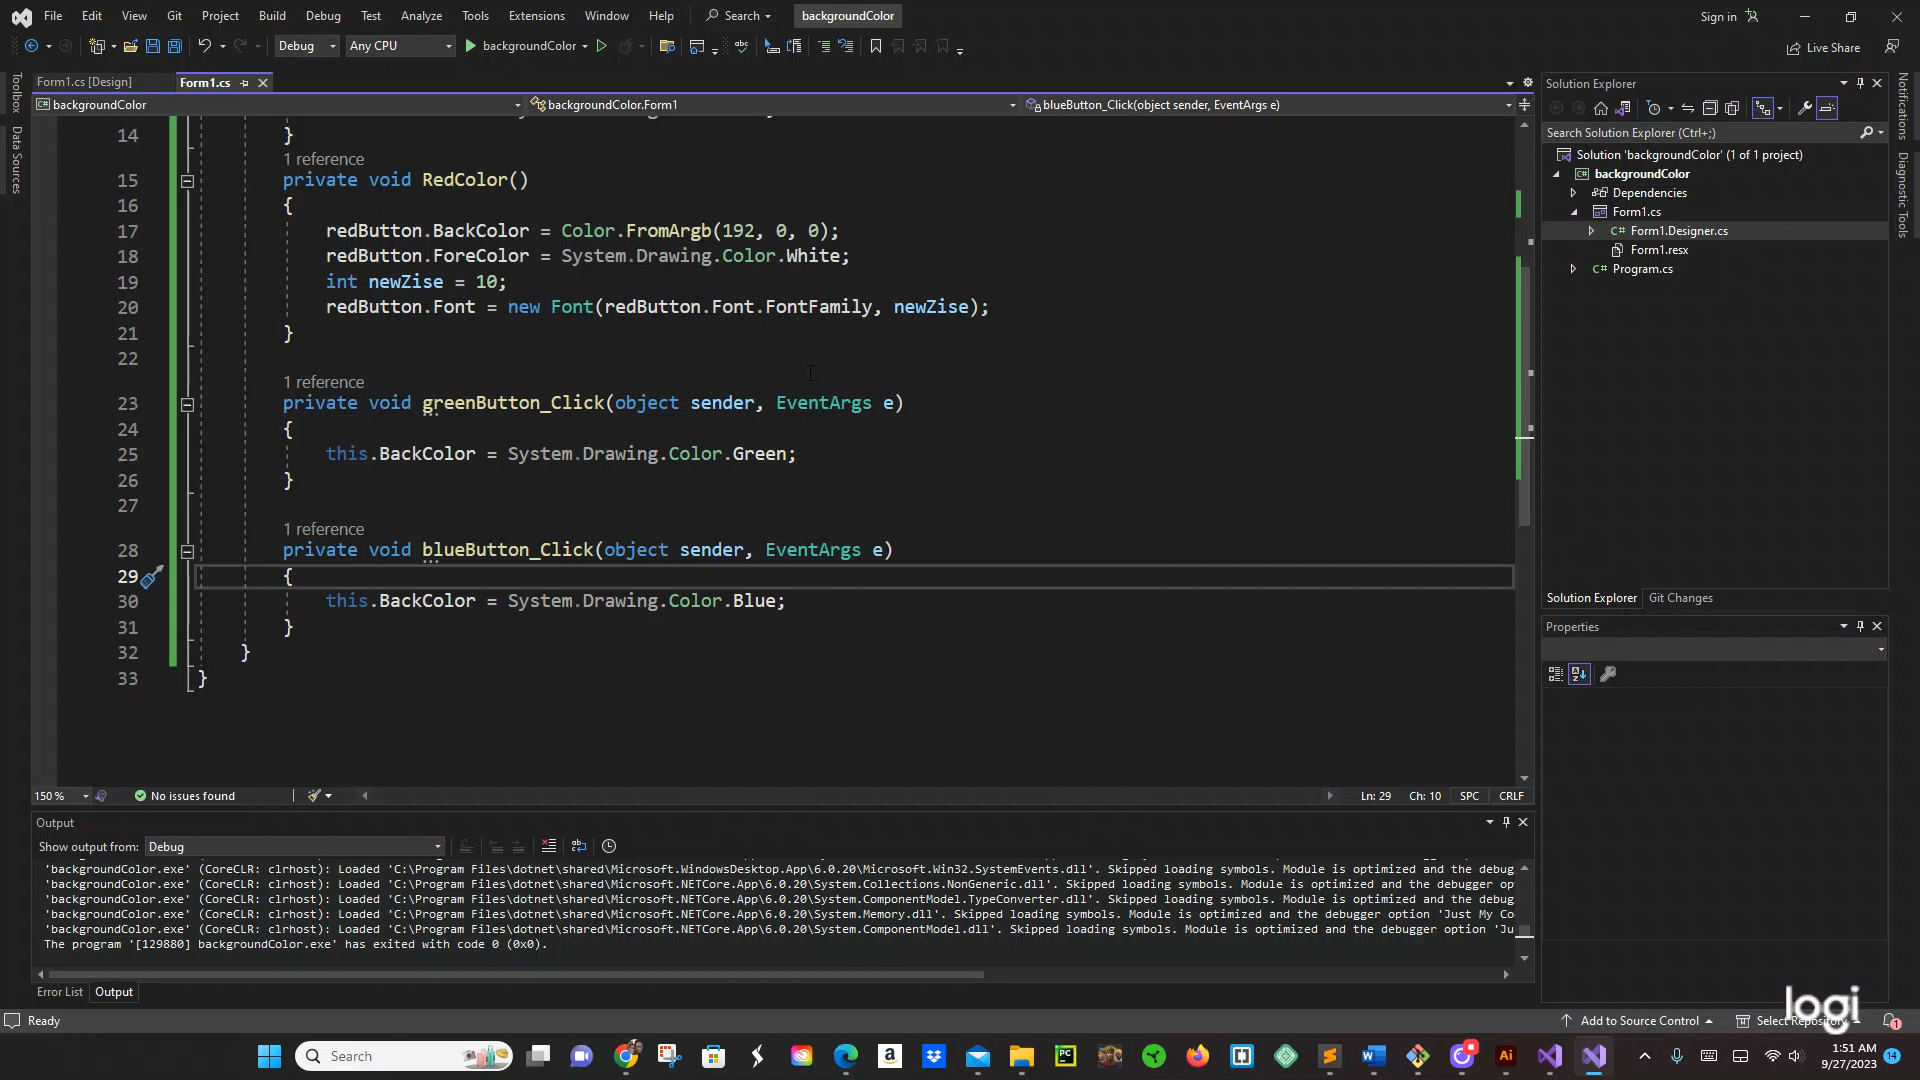 File Edit View Git Project Build Debug Test Analyze Tools Extensions Window Help Search backgroundColor Sign in
Debug Any CPU backgroundColor Live Share
Toolbox
Data Sources
Form1.cs [Design] Form1.cs
backgroundColor backgroundColor.Form1 blueButton_Click(object sender, EventArgs e)
14 }
1 reference
15 private void RedColor()
16 {
17 redButton.BackColor = Color.FromArgb(192, 0, 0);
18 redButton.ForeColor = System.Drawing.Color.White;
19 int newZise = 10;
20 redButton.Font = new Font(redButton.Font.FontFamily, newZise);
21 }
22
1 reference
23 private void greenButton_Click(object sender, EventArgs e)
24 {
25 this.BackColor = System.Drawing.Color.Green;
26 }
27
1 reference
28 private void blueButton_Click(object sender, EventArgs e)
29 {
30 this.BackColor = System.Drawing.Color.Blue;
31 }
32 }
33 }
150 % No issues found Ln: 29 Ch: 10 SPC CRLF
Output
Show output from: Debug
'backgroundColor.exe' (CoreCLR: clrhost): Loaded 'C:\Program Files\dotnet\shared\Microsoft.WindowsDesktop.App\6.0.20\Microsoft.Win32.SystemEvents.dll'. Skipped loading symbols. Module is optimized and the debug
'backgroundColor.exe' (CoreCLR: clrhost): Loaded 'C:\Program Files\dotnet\shared\Microsoft.NETCore.App\6.0.20\System.Collections.NonGeneric.dll'. Skipped loading symbols. Module is optimized and the debugger op
'backgroundColor.exe' (CoreCLR: clrhost): Loaded 'C:\Program Files\dotnet\shared\Microsoft.NETCore.App\6.0.20\System.ComponentModel.TypeConverter.dll'. Skipped loading symbols. Module is optimized and the debug
'backgroundColor.exe' (CoreCLR: clrhost): Loaded 'C:\Program Files\dotnet\shared\Microsoft.NETCore.App\6.0.20\System.Memory.dll'. Skipped loading symbols. Module is optimized and the debugger option 'Just My Co
'backgroundColor.exe' (CoreCLR: clrhost): Loaded 'C:\Program Files\dotnet\shared\Microsoft.NETCore.App\6.0.20\System.ComponentModel.dll'. Skipped loading symbols. Module is optimized and the debugger option 'Ju
The program '[129880] backgroundColor.exe' has exited with code 0 (0x0).
Error List Output
Solution Explorer
Search Solution Explorer (Ctrl+;)
Solution 'backgroundColor' (1 of 1 project)
C# backgroundColor
Dependencies
Form1.cs
C# Form1.Designer.cs
Form1.resx
C# Program.cs
Solution Explorer Git Changes
Properties
Notifications
Diagnostic Tools
logi
Ready Add to Source Control Select Repository 1
Search 1:51 AM
9/27/2023 14